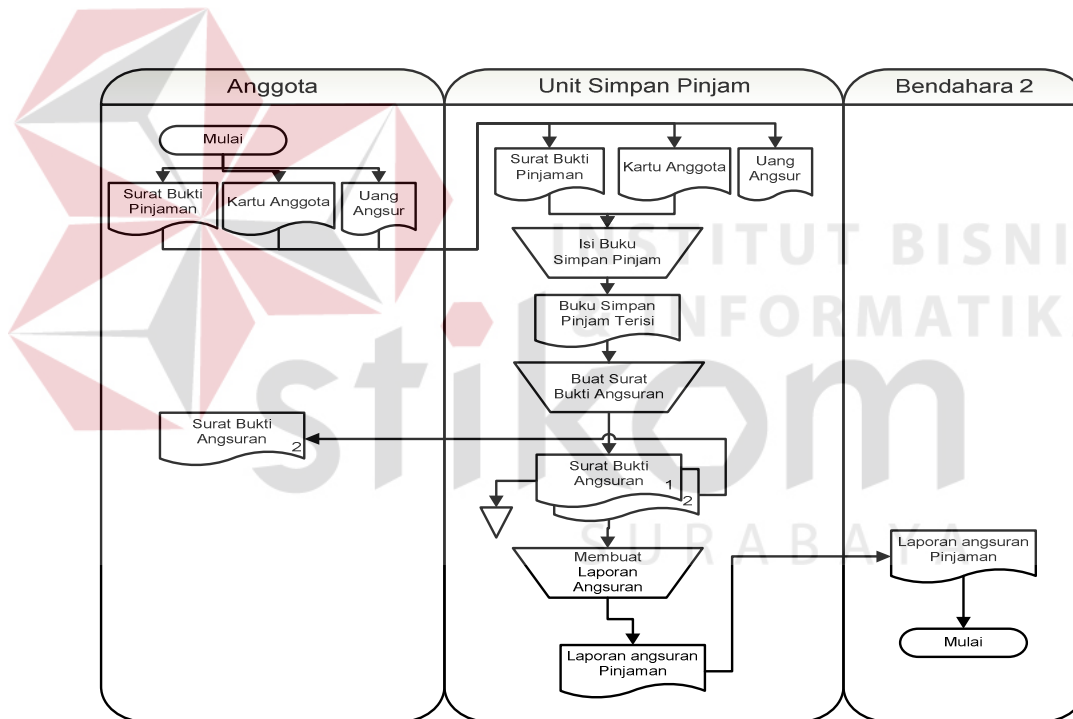 Anggota
Unit Simpan Pinjam
Bendahara 2
Mulai
Surat Bukti
Pinjaman
Kartu Anggota
Uang
Angsur
Surat Bukti
Pinjaman
Kartu Anggota
Uang
Angsur
Isi Buku
Simpan Pinjam
Buku Simpan
Pinjam Terisi
Buat Surat
Bukti Angsuran
Surat Bukti
Angsuran
2
Surat Bukti
Angsuran
1
2
Membuat
Laporan
Angsuran
Laporan angsuran
Pinjaman
Laporan angsuran
Pinjaman
Mulai
INSTITUT BISNI
& INFORMATIK
stikom
SURABAYA